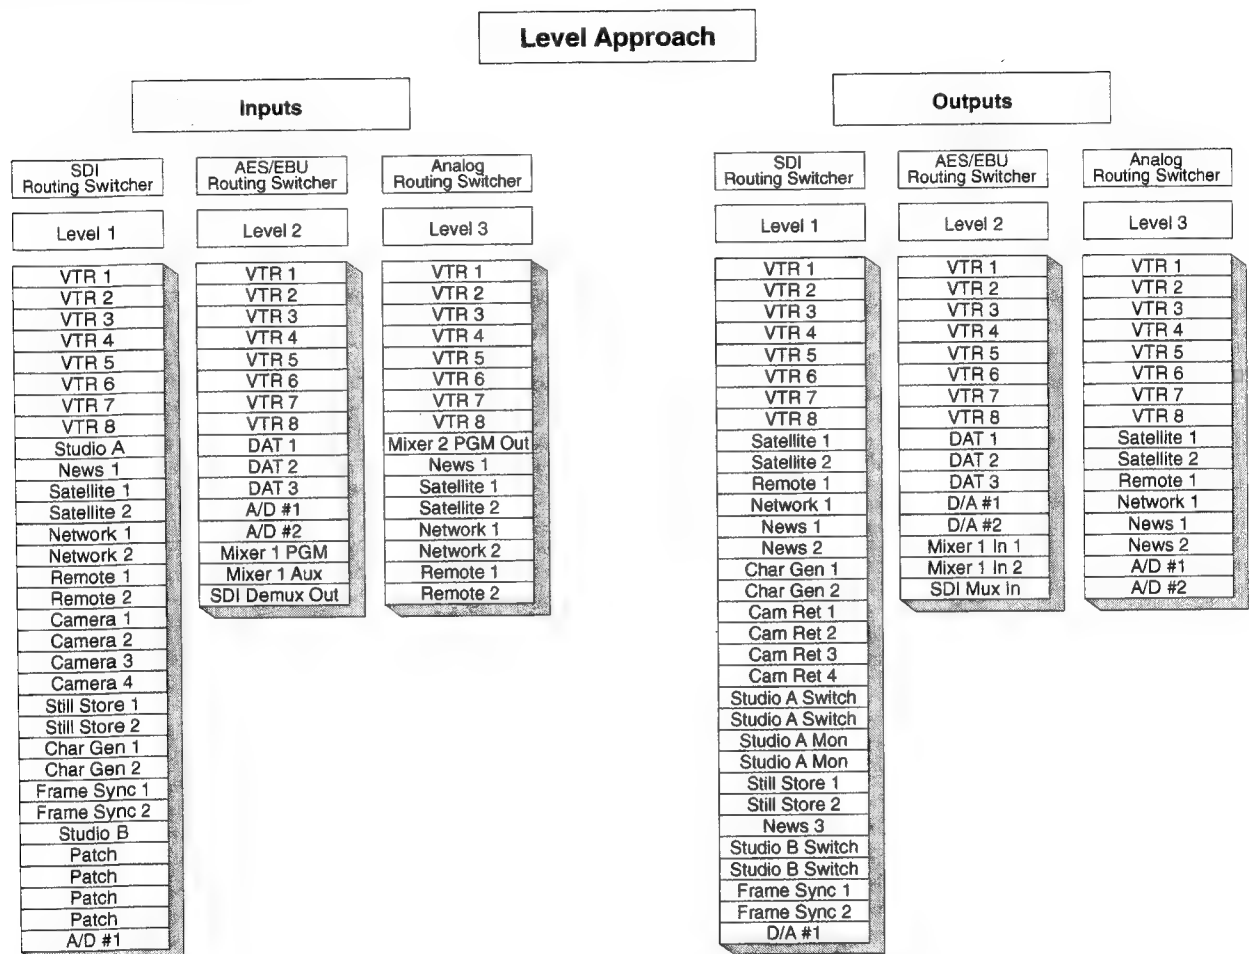 Level Approach
Inputs
SDI
Routing Switcher
Level 1
VTR 1
VTR 2
VTR 3
VTR 4
VTR 5
VTR 6
VTR 7
VTR 8
Studio A
News 1
Satellite 1
Satellite 2
Network 1
Network 2
Remote 1
Remote 2
Camera 1
Camera 2
Camera 3
Camera 4
Still Store 1
Still Store 2
Char Gen 1
Char Gen 2
Frame Sync 1
Frame Sync 2
Studio B
Patch
Patch
Patch
Patch
A/D #1
AES/EBU
Routing Switcher
Level 2
VTR 1
VTR 2
VTR 3
VTR 4
VTR 5
VTR 6
VTR 7
VTR 8
DAT 1
DAT 2
DAT 3
A/D #1
A/D #2
Mixer 1 PGM
Mixer 1 Aux
SDI Demux Out
Analog
Routing Switcher
Level 3
VTR 1
VTR 2
VTR 3
VTR 4
VTR 5
VTR 6
VTR 7
VTR 8
Mixer 2 PGM Out
News 1
Satellite 1
Satellite 2
Network 1
Network 2
Remote 1
Remote 2
Outputs
SDI
Routing Switcher
Level 1
VTR 1
VTR 2
VTR 3
VTR 4
VTR 5
VTR 6
VTR 7
VTR 8
Satellite 1
Satellite 2
Remote 1
Network 1
News 1
News 2
Char Gen 1
Char Gen 2
Cam Ret 1
Cam Ret 2
Cam Ret 3
Cam Ret 4
Studio A Switch
Studio A Switch
Studio A Mon
Studio A Mon
Still Store 1
Still Store 2
News 3
Studio B Switch
Studio B Switch
Frame Sync 1
Frame Sync 2
D/A #1
AES/EBU
Routing Switcher
Level 2
VTR 1
VTR 2
VTR 3
VTR 4
VTR 5
VTR 6
VTR 7
VTR 8
DAT 1
DAT 2
DAT 3
D/A #1
D/A #2
Mixer 1 In 1
Mixer 1 In 2
SDI Mux In
Analog
Routing Switcher
Level 3
VTR 1
VTR 2
VTR 3
VTR 4
VTR 5
VTR 6
VTR 7
VTR 8
Satellite 1
Satellite 2
Remote 1
Network 1
News 1
News 2
A/D #1
A/D #2